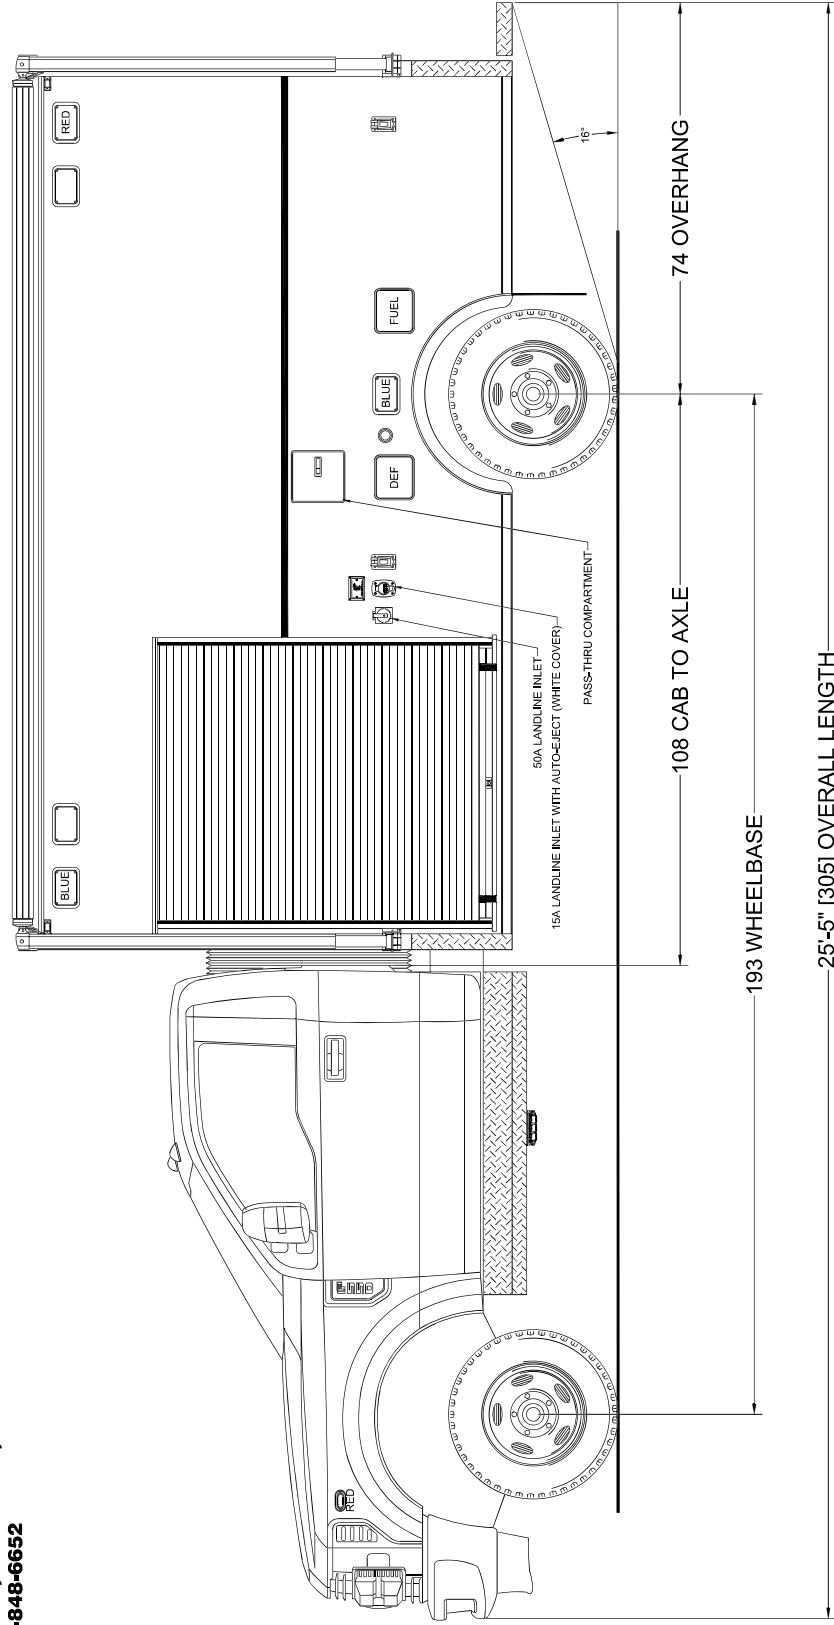 -848-6652
RED
BLUE
FUEL
BLUE
DEF
RED
F550
16°
50A LANDLINE INLET
15A LANDLINE INLET WITH AUTO-EJECT (WHITE COVER)
PASS-THRU COMPARTMENT
74 OVERHANG
108 CAB TO AXLE
193 WHEELBASE
25'-5" [305] OVERALL LENGTH